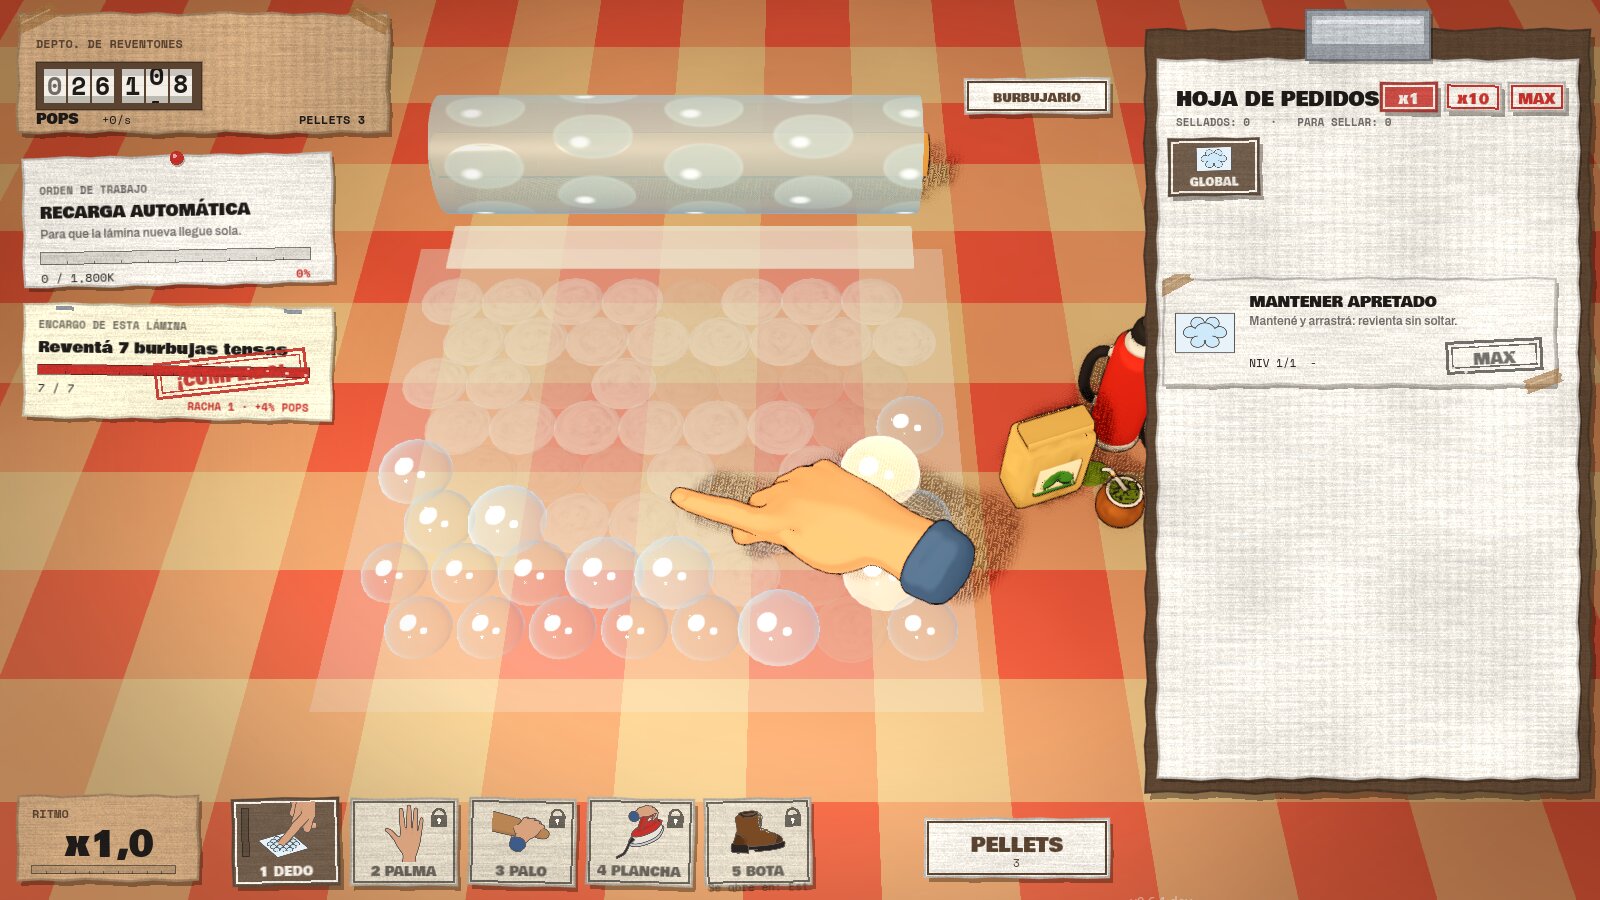 DEPTO. DE REVENTONES
026108
POPS +0/s PELLETS 3
ORDEN DE TRABAJO
RECARGA AUTOMÁTICA
Para que la lámina nueva llegue sola.
0 / 1.800K 0%
ENCARGO DE ESTA LÁMINA
Reventá 7 burbujas tensas
7 / 7
RACHA 1 · +4% POPS
BURBUJARIO
HOJA DE PEDIDOS x1 x10 MAX
SELLADOS: 0 · PARA SELLAR: 0
GLOBAL
MANTENER APRETADO
Mantené y arrastrá: revienta sin soltar.
NIV 1/1 -
MAX
RITMO
x1,0
1 DEDO
2 PALMA
3 PALO
4 PLANCHA
5 BOTA
Se abre en: Est
PELLETS
3